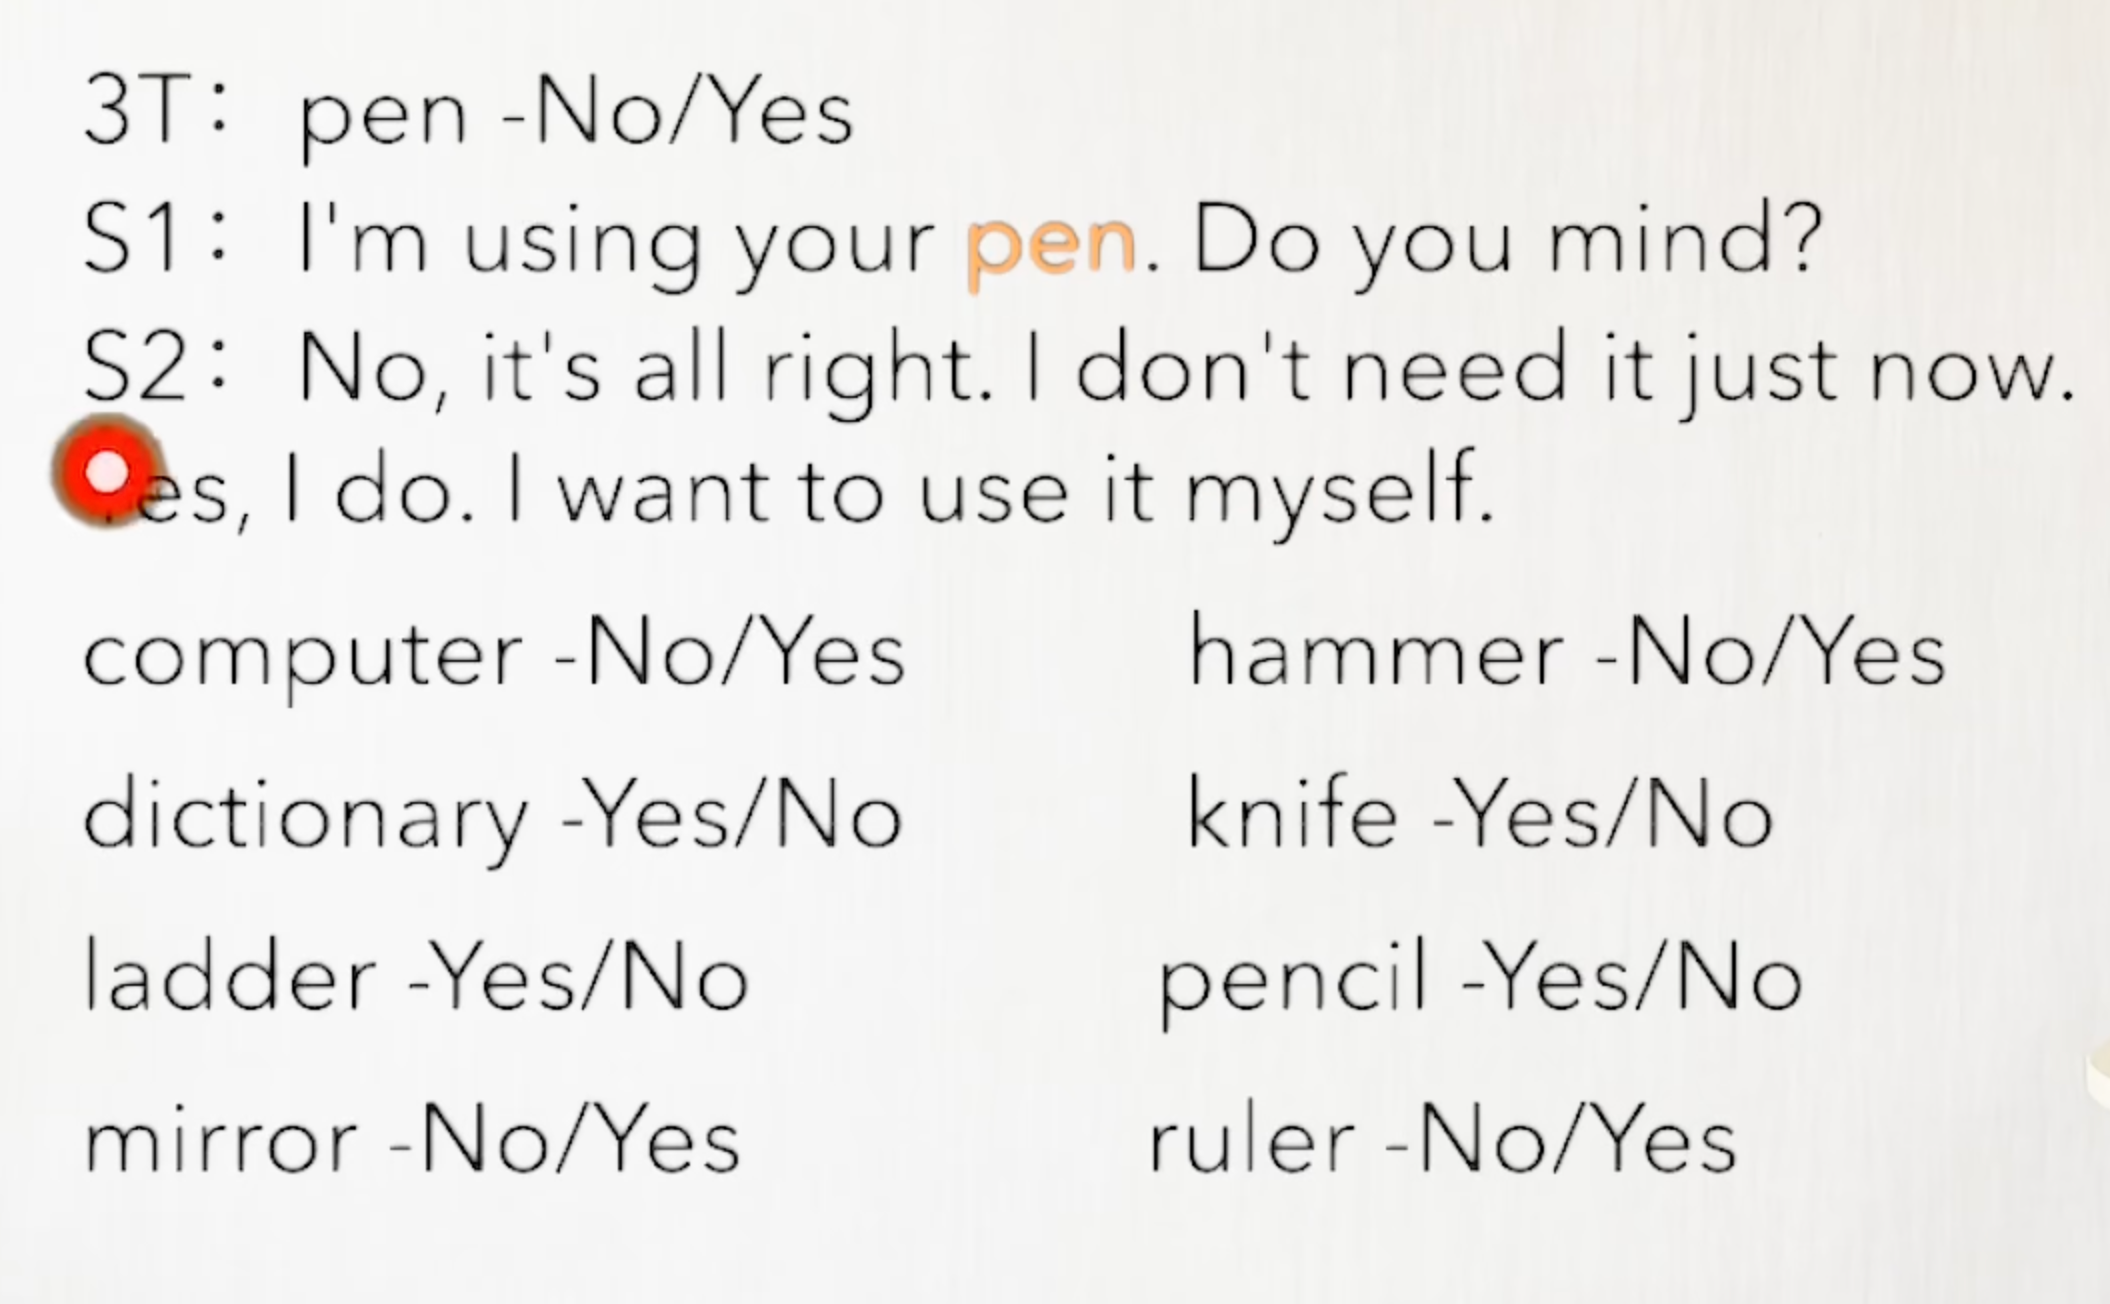 3T: pen -No/Yes
S1: I'm using your pen. Do you mind?
S2: No, it's all right. I don't need it just now.
es, I do. I want to use it myself.
computer -No/Yes hammer -No/Yes
dictionary -Yes/No knife -Yes/No
ladder -Yes/No pencil -Yes/No
mirror -No/Yes ruler -No/Yes